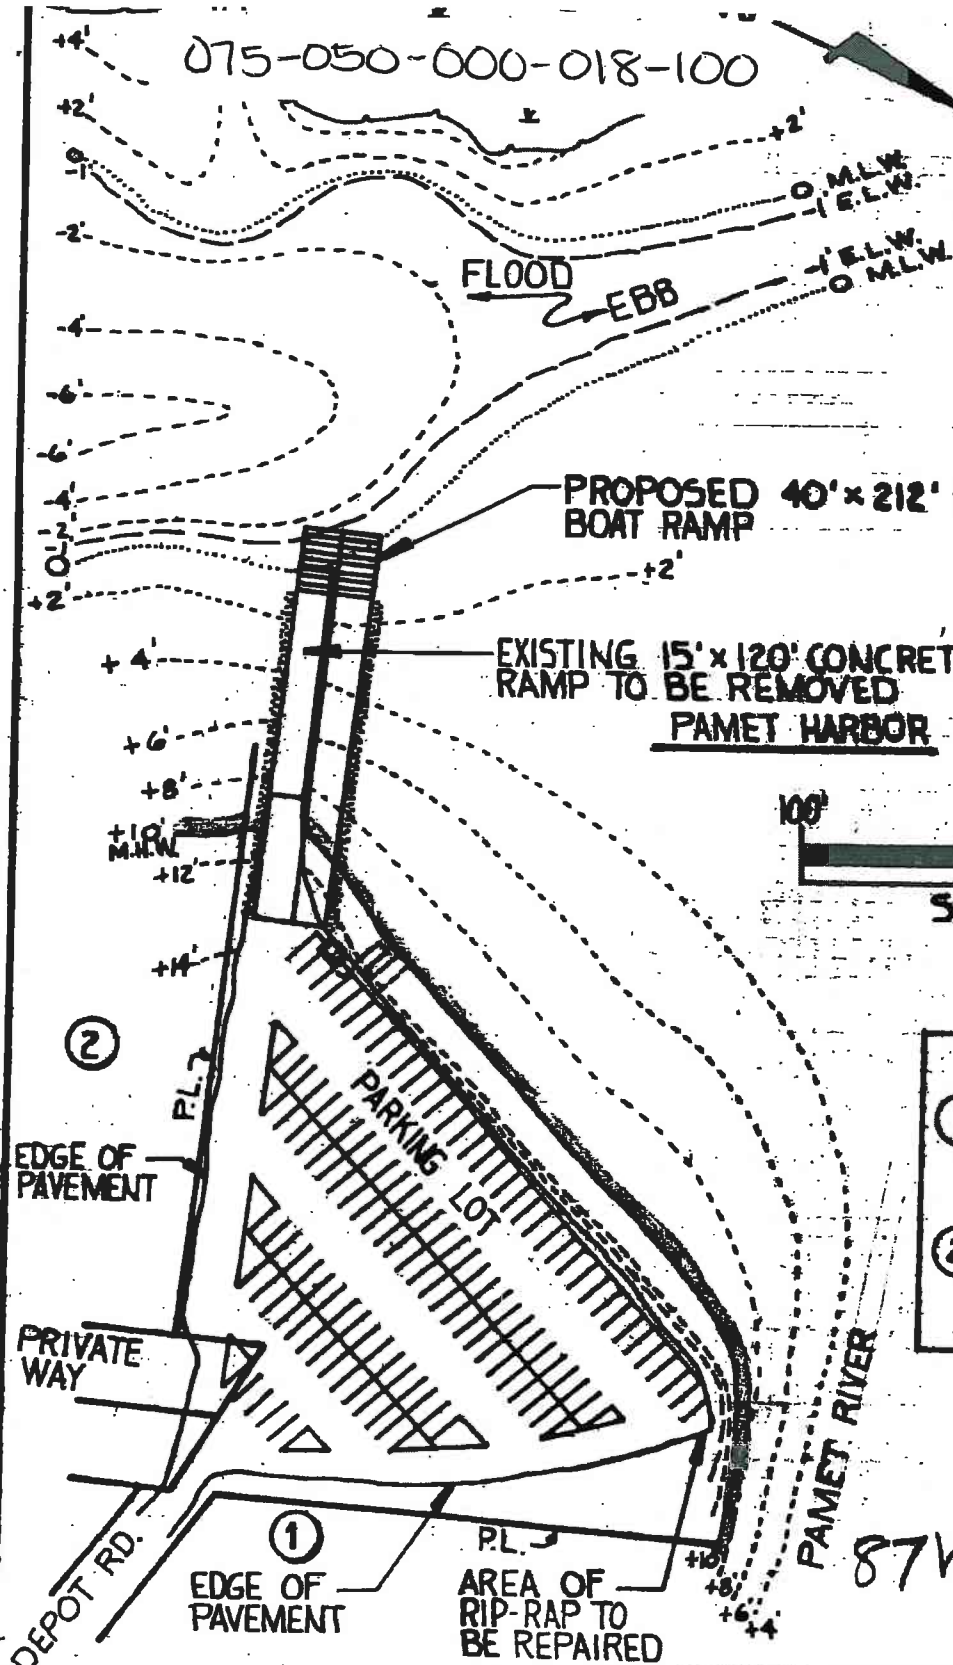 075-050-000-018-100
+4'
+2'
0
-1'
-2'
-4'
-6'
-6'
-4'
-2'
-1'
0
+2'
+2'
O M.L.W.
-1' E.L.W.
-1' E.L.W.
O M.L.W.
FLOOD
EBB
PROPOSED 40' x 212'
BOAT RAMP
+2'
EXISTING 15' x 120' CONCRET
RAMP TO BE REMOVED
PAMET HARBOR
+4'
+6'
+8'
+10'
M.H.W.
+12'
+14'
100'
2
P.L.
EDGE OF
PAVEMENT
PARKING LOT
PRIVATE
WAY
DEPOT RD.
1
EDGE OF
PAVEMENT
P.L.
AREA OF
RIP-RAP TO
BE REPAIRED
+10'
+8'
+6'
+4'
PAMET RIVER
87